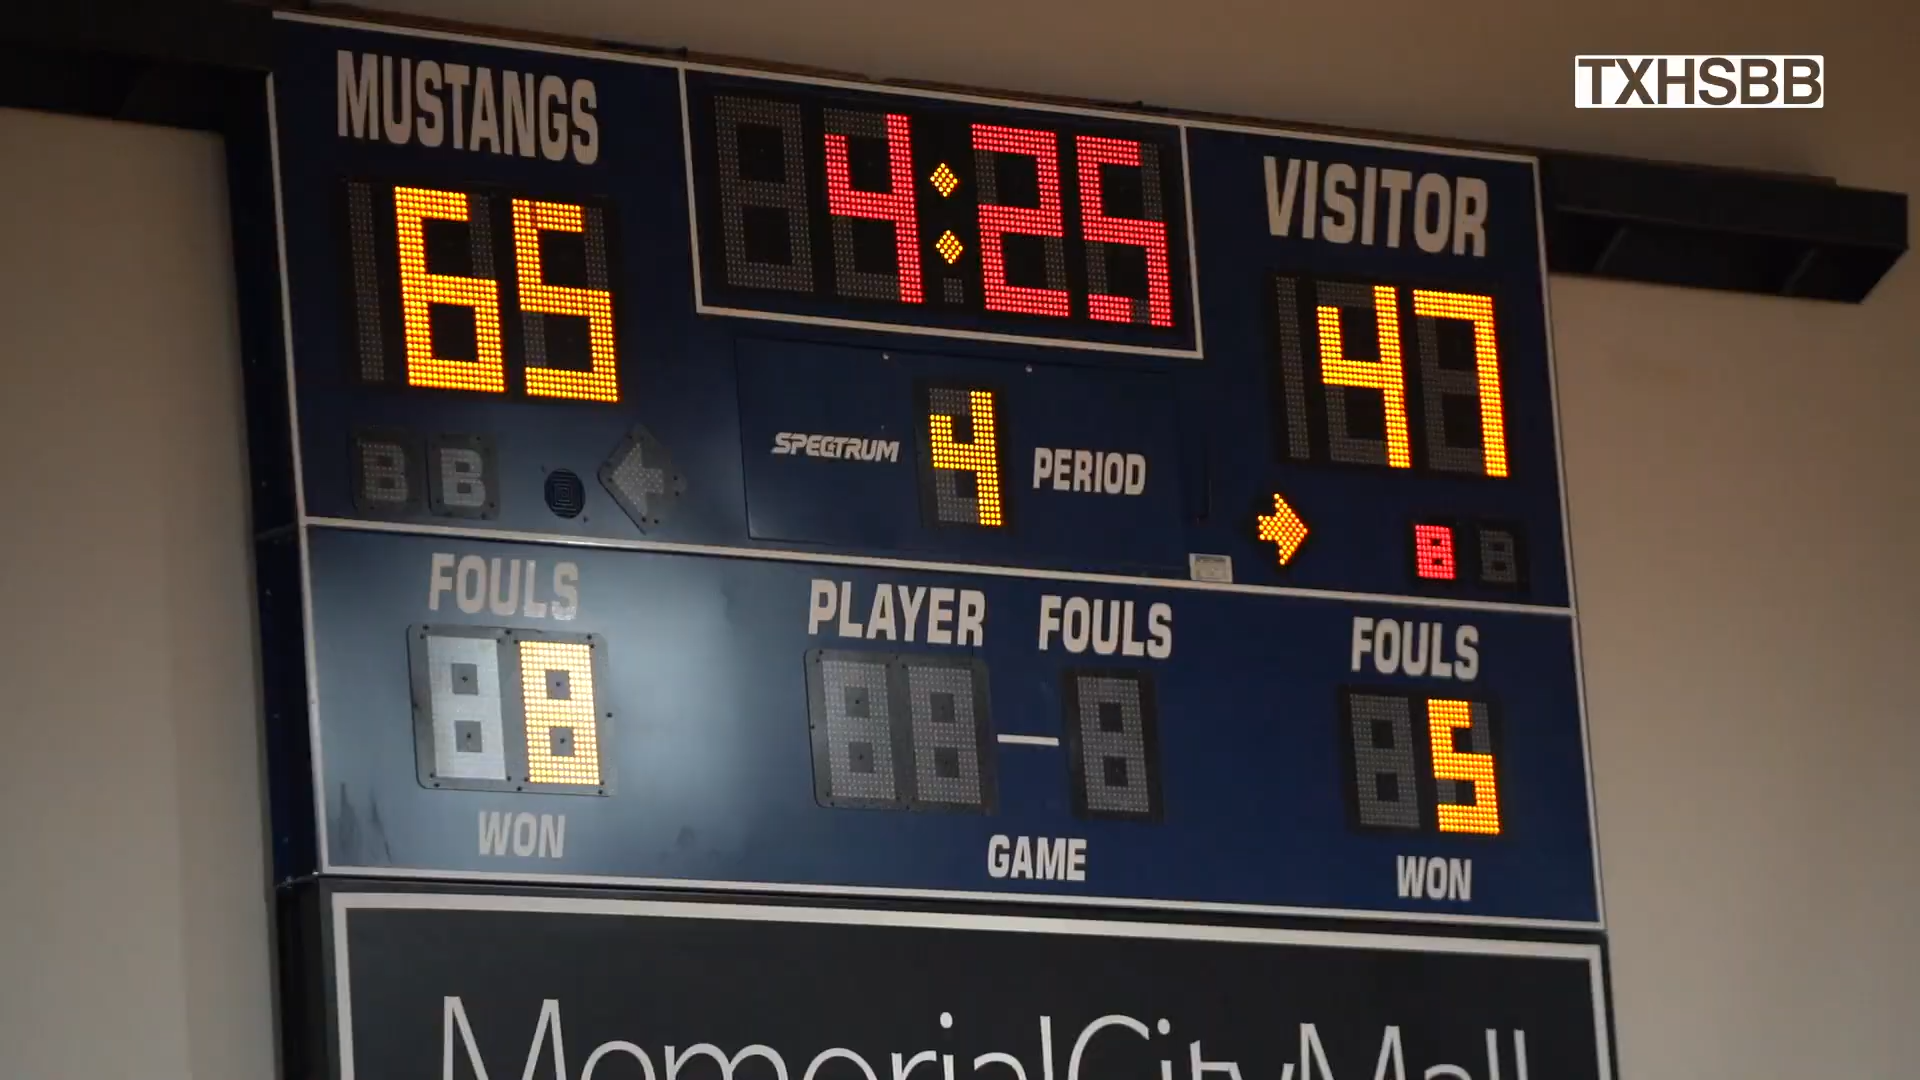 TXHSBB
MUSTANGS
4:25
VISITOR
65
47
SPECTRUM
4
PERIOD
B B
B B
FOULS
PLAYER FOULS
FOULS
8
5
WON
GAME
WON
MemorialCityMall